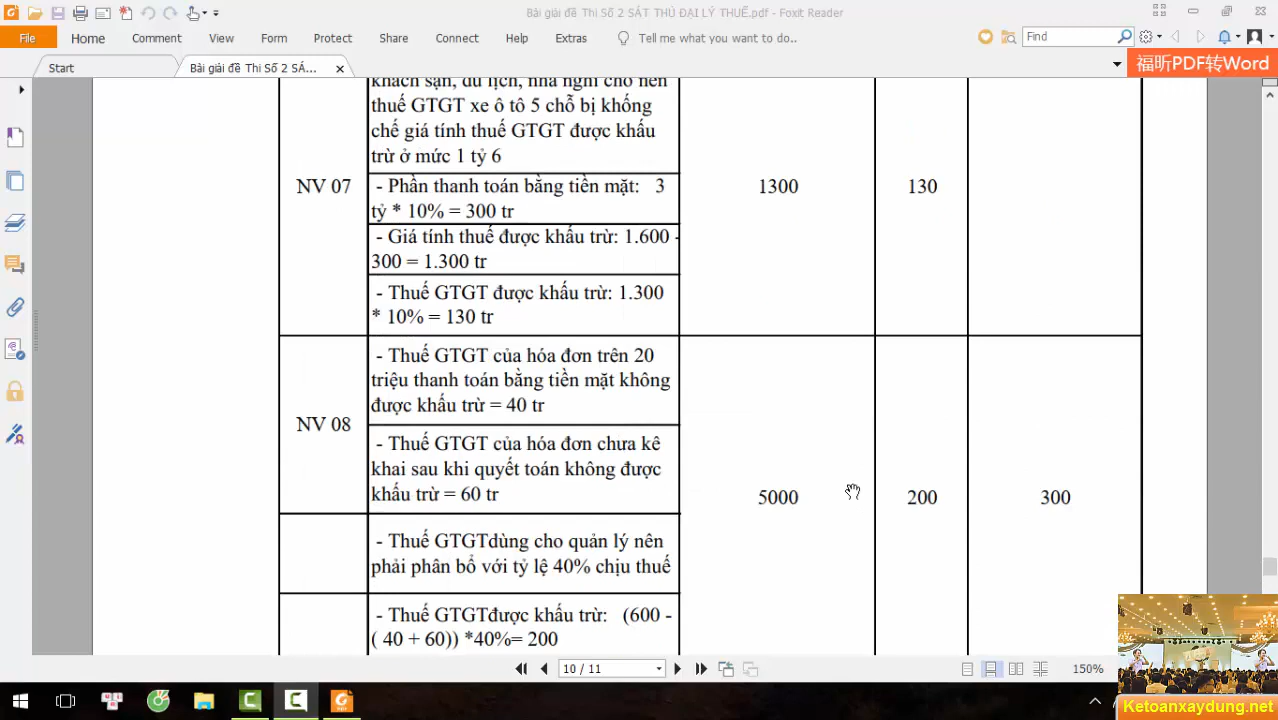 Bài giải đề Thi Số 2 SÁT THỦ ĐẠI LÝ THUẾ.pdf - Foxit Reader
File Home Comment View Form Protect Share Connect Help Extras Tell me what you want to do.. Find
Start Bài giải đề Thi Số 2 SÁ... 福昕PDF转Word
khách sạn, du lịch, nhà nghỉ cho nên
thuế GTGT xe ô tô 5 chỗ bị khống
chế giá tính thuế GTGT được khấu
trừ ở mức 1 tỷ 6
NV 07
- Phần thanh toán bằng tiền mặt: 3
tỷ * 10% = 300 tr
1300 130
- Giá tính thuế được khấu trừ: 1.600 -
300 = 1.300 tr
- Thuế GTGT được khấu trừ: 1.300
* 10% = 130 tr
- Thuế GTGT của hóa đơn trên 20
triệu thanh toán bằng tiền mặt không
được khấu trừ = 40 tr
NV 08
- Thuế GTGT của hóa đơn chưa kê
khai sau khi quyết toán không được
khấu trừ = 60 tr
5000 200 300
- Thuế GTGTdùng cho quản lý nên
phải phân bổ với tỷ lệ 40% chịu thuế
- Thuế GTGTđược khấu trừ: (600 -
( 40 + 60)) *40%= 200
10 / 11 150%
Ketoanxaydung.net